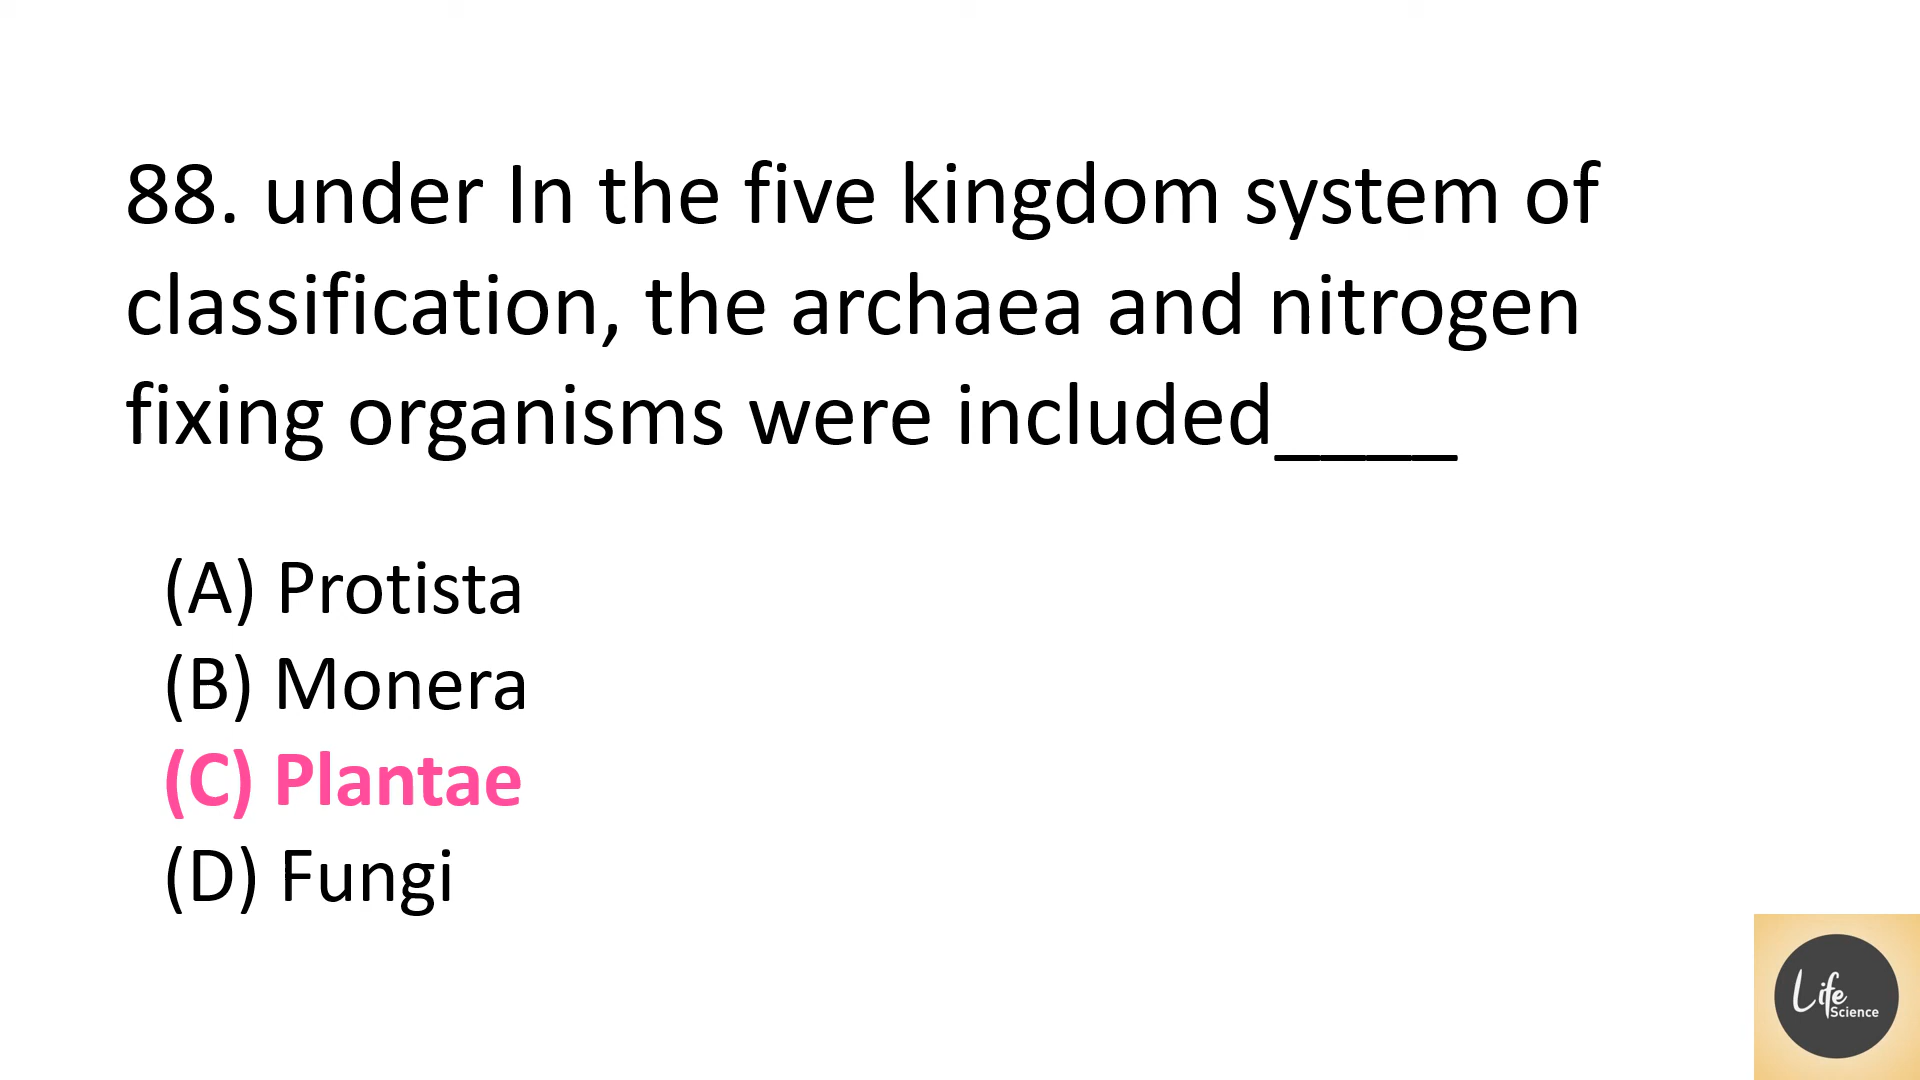 88. under In the five kingdom system of
classification, the archaea and nitrogen
fixing organisms were included____
(A) Protista
(B) Monera
(C) Plantae
(D) Fungi
Life
Science